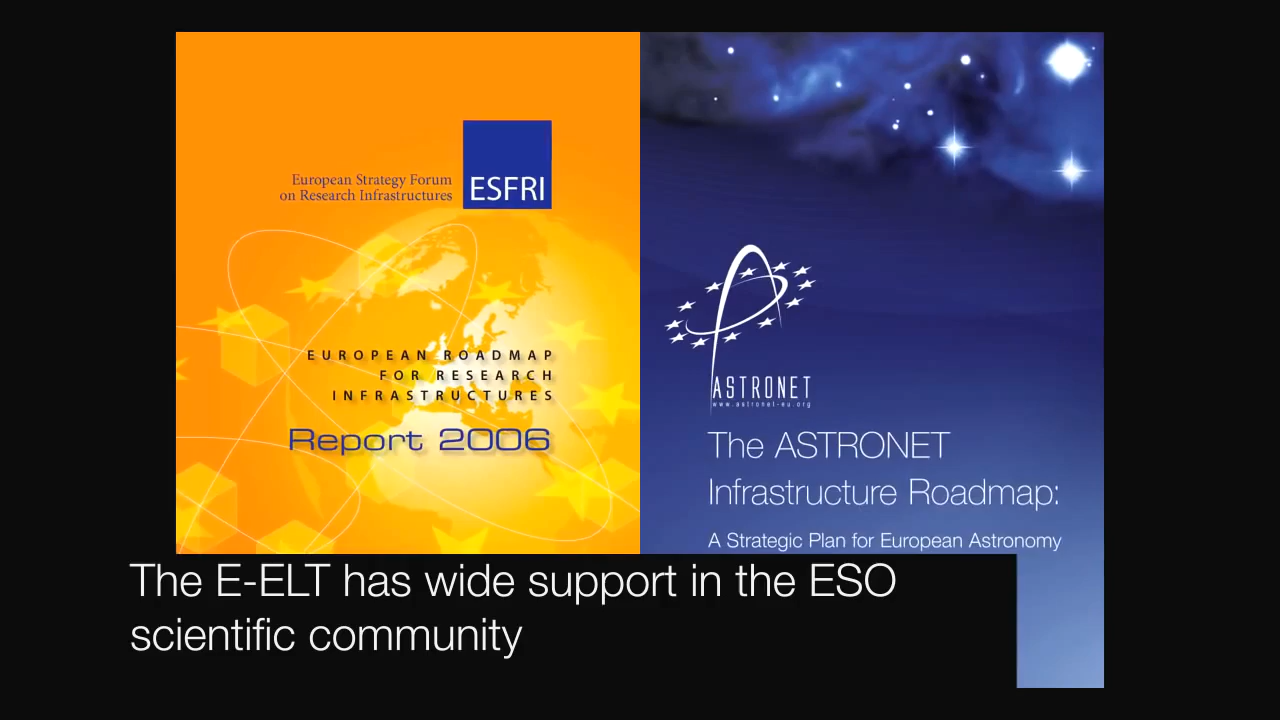 European Strategy Forum
on Research Infrastructures
ESFRI
EUROPEAN ROADMAP
FOR RESEARCH
INFRASTRUCTURES
Report 2006
ASTRONET
www.astronet-eu.org
The ASTRONET
Infrastructure Roadmap:
A Strategic Plan for European Astronomy
The E-ELT has wide support in the ESO
scientific community